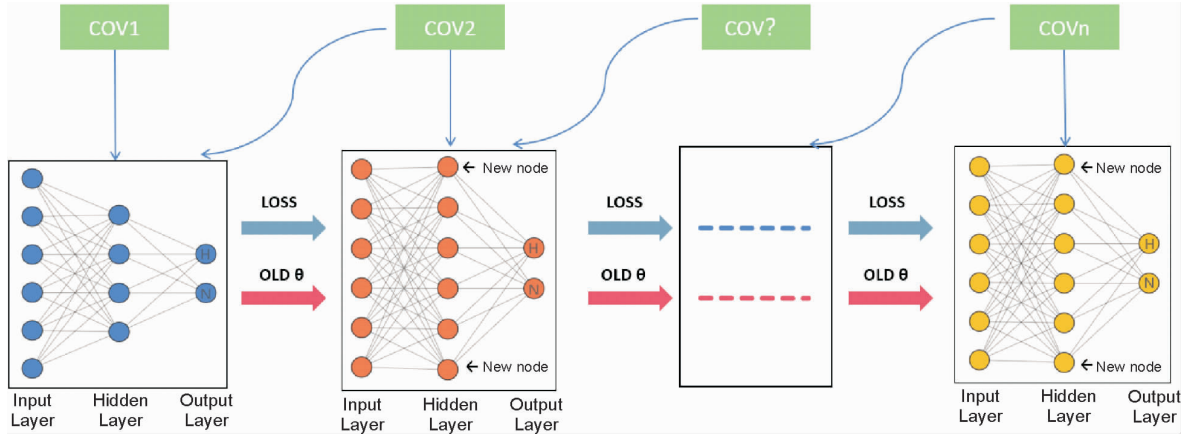 COV1
COV2
COV?
COVn
H
N
Input
Layer
Hidden
Layer
Output
Layer
LOSS
OLD θ
← New node
H
N
← New node
Input
Layer
Hidden
Layer
Output
Layer
LOSS
OLD θ
LOSS
OLD θ
← New node
H
N
← New node
Input
Layer
Hidden
Layer
Output
Layer